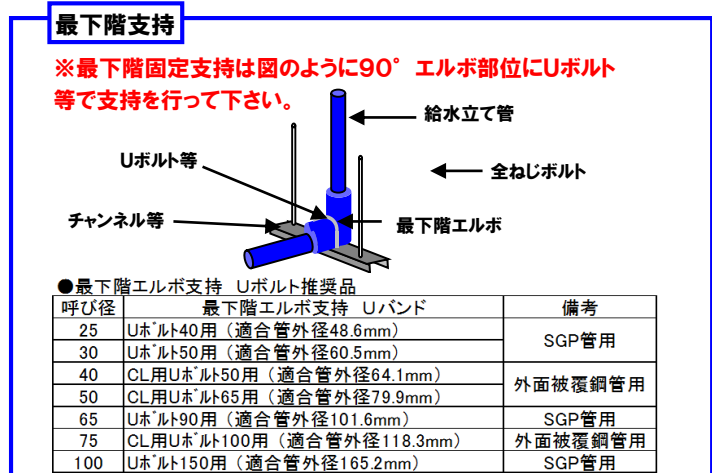 最下階支持
※最下階固定支持は図のように90°エルボ部位にUボルト
等で支持を行って下さい。
給水立て管
Uボルト等
全ねじボルト
チャンネル等
最下階エルボ
●最下階エルボ支持 Uボルト推奨品
呼び径 最下階エルボ支持 Uバンド 備考
25 Uボルト40用（適合管外径48.6mm） SGP管用
30 Uボルト50用（適合管外径60.5mm）
40 CL用Uボルト50用（適合管外径64.1mm） 外面被覆鋼管用
50 CL用Uボルト65用（適合管外径79.9mm）
65 Uボルト90用（適合管外径101.6mm） SGP管用
75 CL用Uボルト100用（適合管外径118.3mm） 外面被覆鋼管用
100 Uボルト150用（適合管外径165.2mm） SGP管用